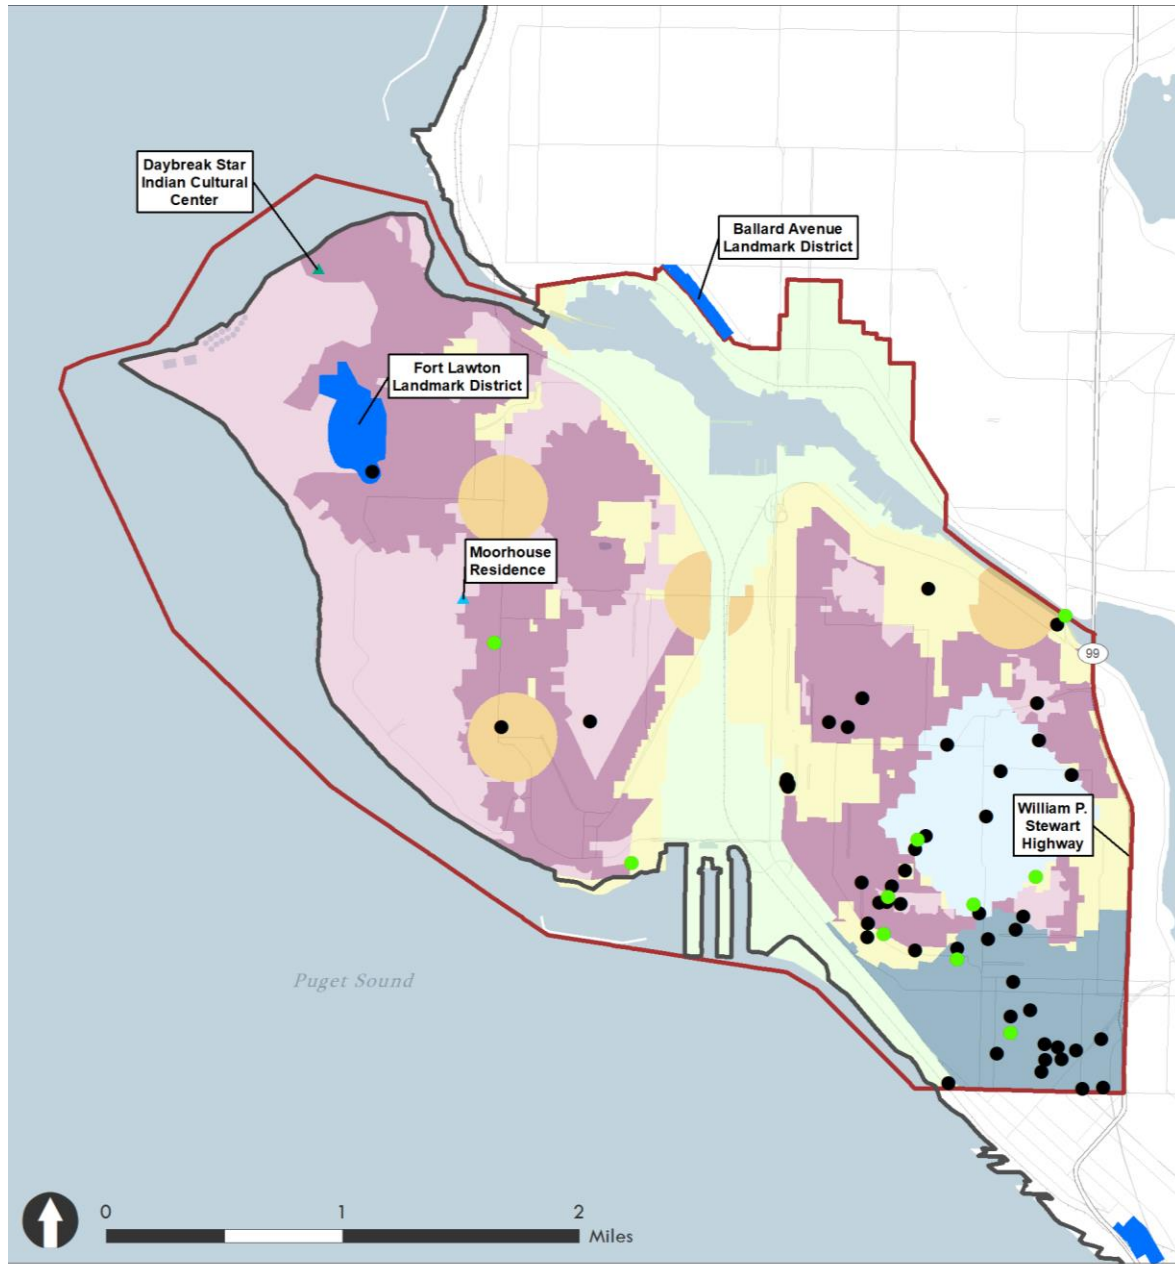 Daybreak Star
Indian Cultural
Center
Ballard Avenue
Landmark District
Fort Lawton
Landmark District
Moorhouse
Residence
99
William P.
Stewart
Highway
Puget Sound
0 1 2
Miles